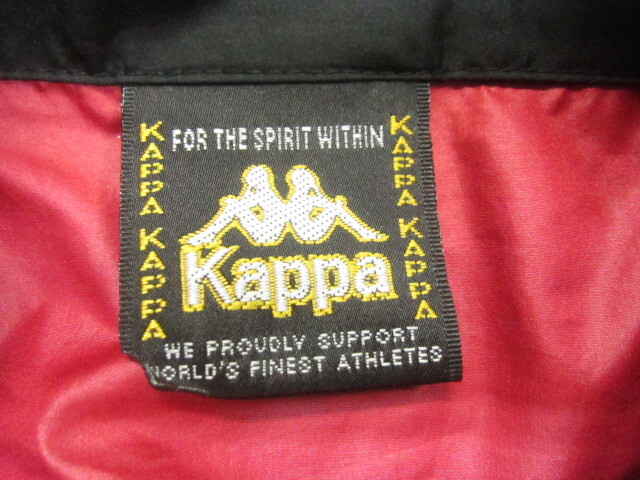 FOR THE SPIRIT WITHIN
KAPPA KAPPA
Kappa
KAPPA KAPPA
WE PROUDLY SUPPORT
WORLD'S FINEST ATHLETES